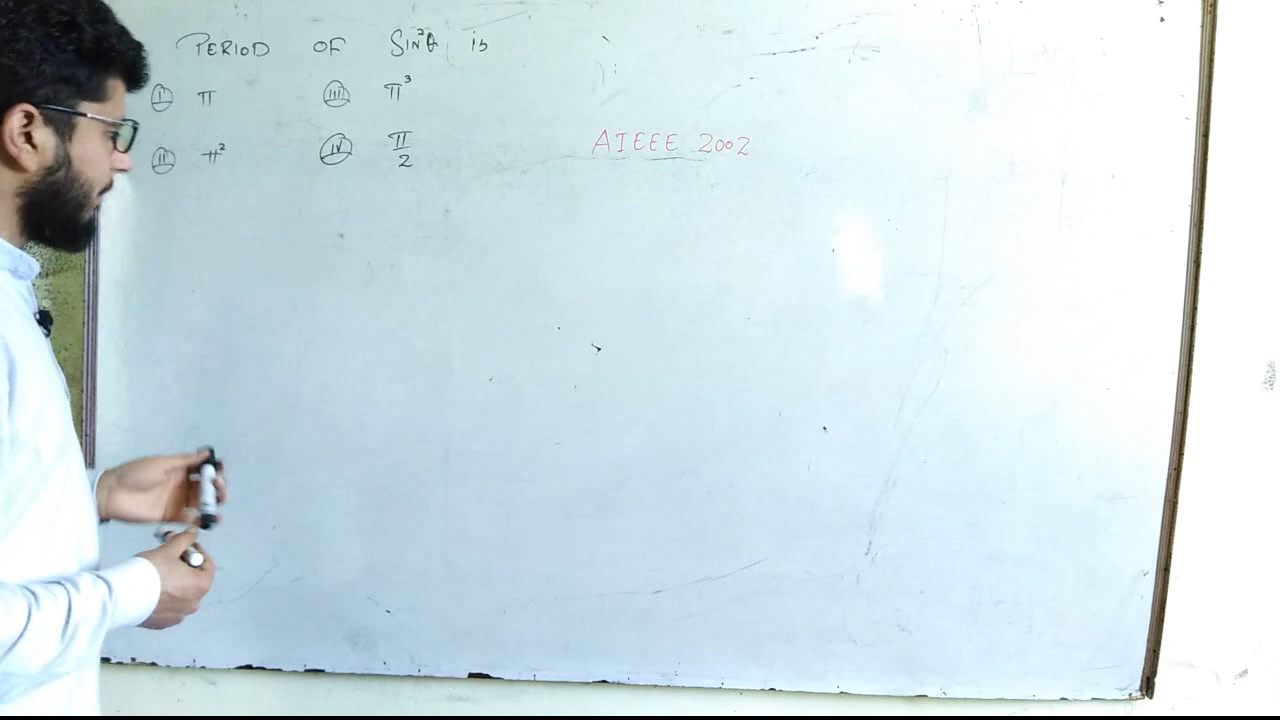 PERIOD OF SIN²θ is
(I) π (III) π³
(II) π² (IV) π/2
AIEEE 2002